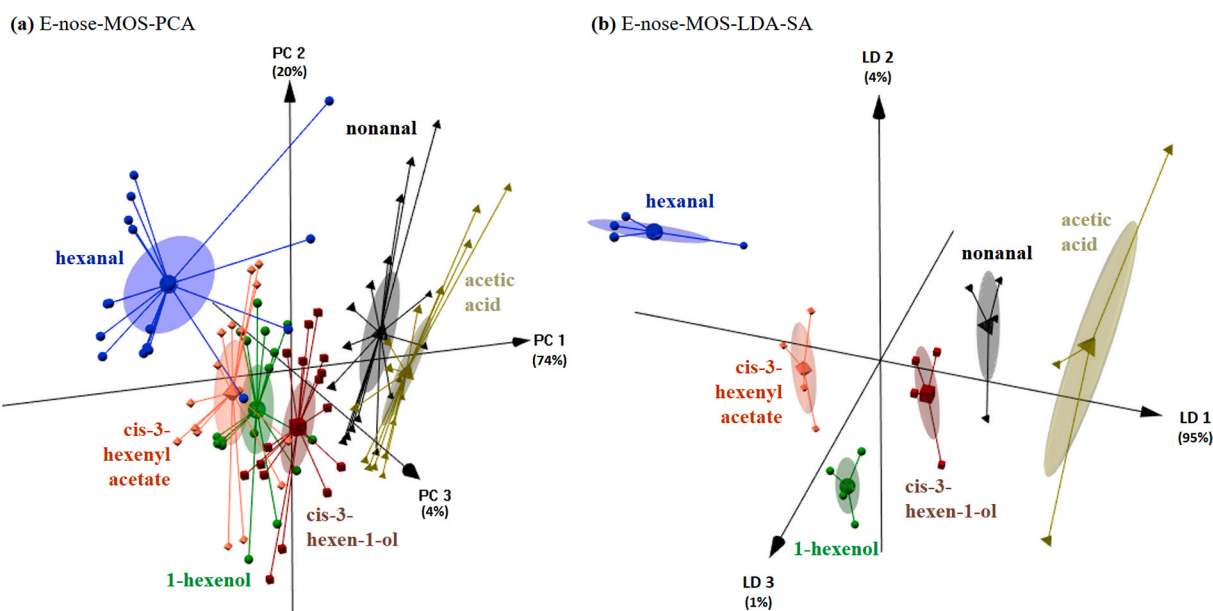 (a) E-nose-MOS-PCA
PC 2
(20%)
nonanal
hexanal
acetic
acid
PC 1
(74%)
cis-3-
hexenyl
acetate
PC 3
(4%)
cis-3-
hexen-1-ol
1-hexenol
(b) E-nose-MOS-LDA-SA
LD 2
(4%)
hexanal
acetic
acid
nonanal
cis-3-
hexenyl
acetate
LD 1
(95%)
cis-3-
hexen-1-ol
1-hexenol
LD 3
(1%)